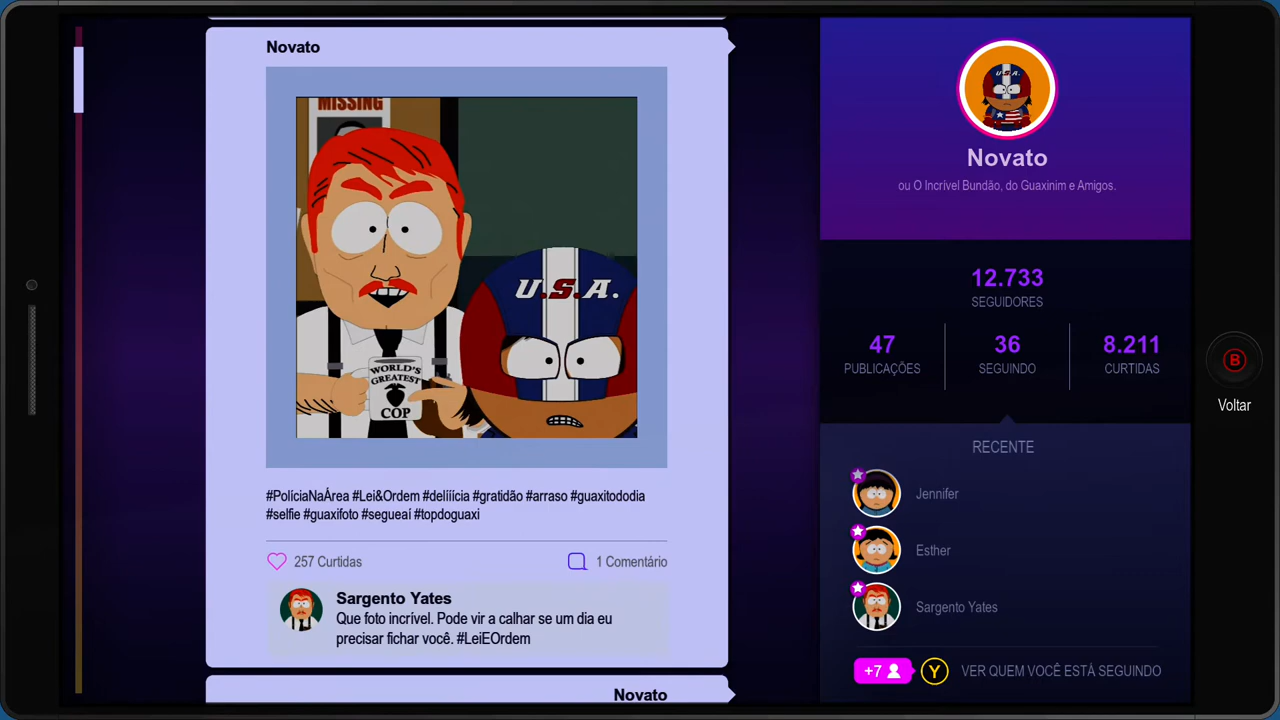 Novato
MISSING
U.S.A.
WORLD'S
GREATEST
COP
#PolíciaNaÁrea #Lei&Ordem #delíiícia #gratidão #arraso #guaxitododia
#selfie #guaxifoto #segueaí #topdoguaxi
257 Curtidas
1 Comentário
Sargento Yates
Que foto incrível. Pode vir a calhar se um dia eu
precisar fichar você. #LeiEOrdem
Novato
U.S.A.
Novato
ou O Incrível Bundão, do Guaxinim e Amigos.
12.733
SEGUIDORES
47
PUBLICAÇÕES
36
SEGUINDO
8.211
CURTIDAS
RECENTE
Jennifer
Esther
Sargento Yates
+7
Y
VER QUEM VOCÊ ESTÁ SEGUINDO
B
Voltar